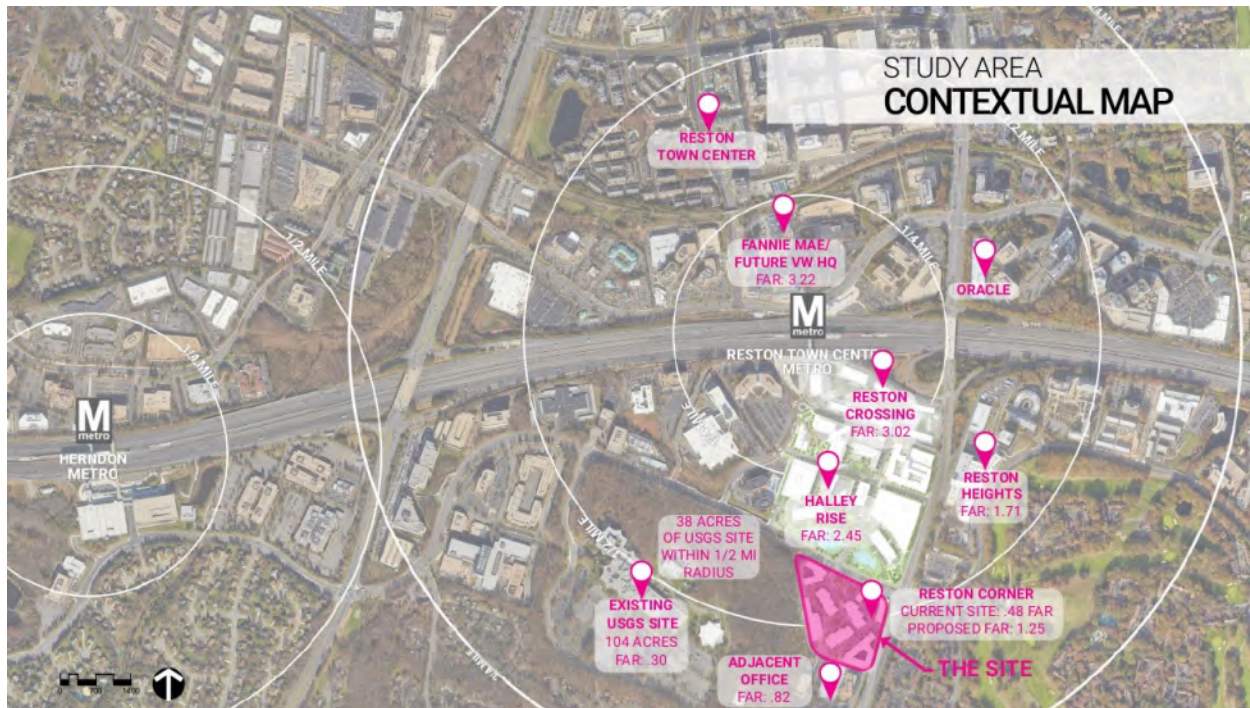 STUDY AREA
CONTEXTUAL MAP
RESTON
TOWN CENTER
1/2 MILE
1/4 MILE
FANNIE MAE/
FUTURE VW HQ
FAR: 3.22
ORACLE
M
metro
RESTON TOWN CENTER
METRO
1/2 MILE
1/4 MILE
M
metro
HERNDON
METRO
RESTON
CROSSING
FAR: 3.02
RESTON
HEIGHTS
FAR: 1.71
HALLEY
RISE
FAR: 2.45
38 ACRES
OF USGS SITE
WITHIN 1/2 MI
RADIUS
EXISTING
USGS SITE
104 ACRES
FAR: .30
RESTON CORNER
CURRENT SITE: .48 FAR
PROPOSED FAR: 1.25
ADJACENT
OFFICE
FAR: .82
THE SITE
0 700 1400